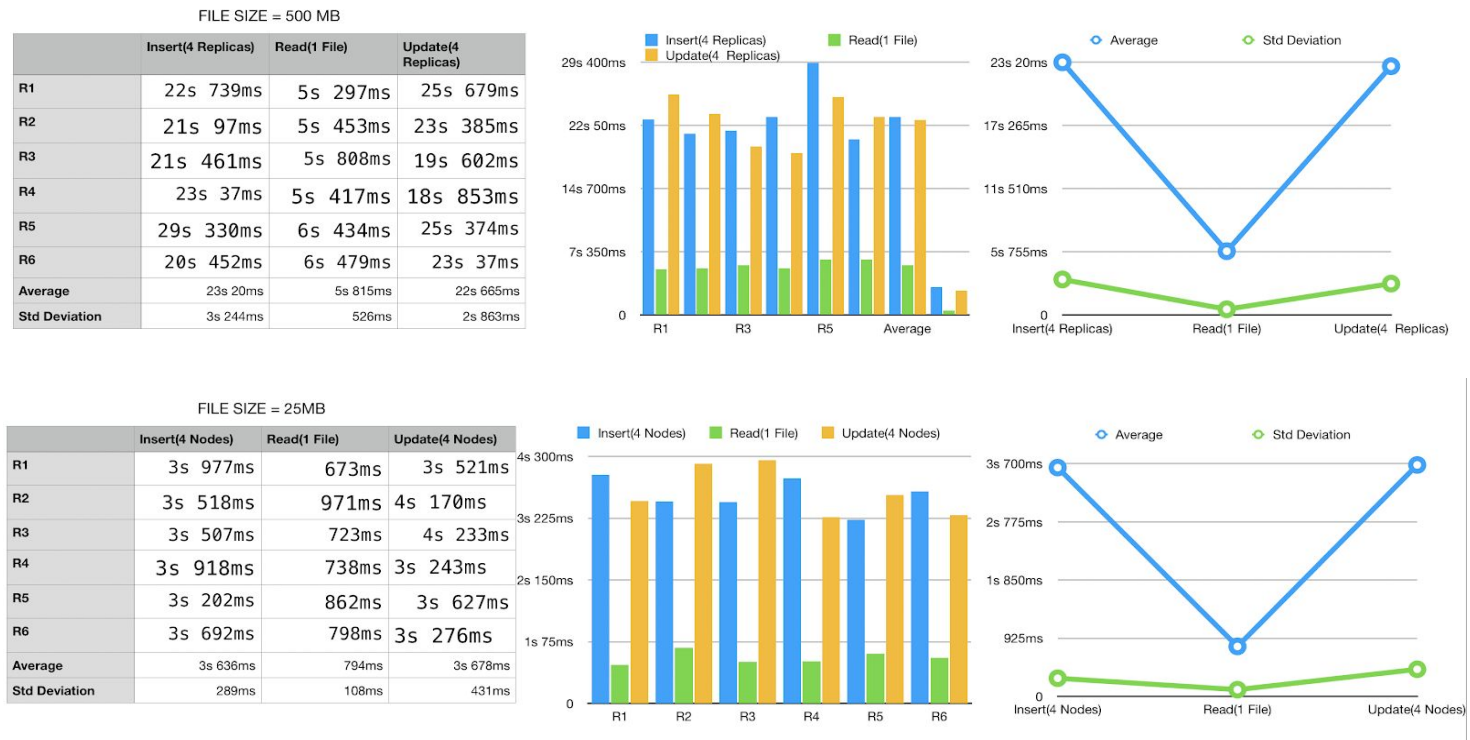 FILE SIZE = 500 MB
Insert(4 Replicas) Read(1 File) Update(4
Replicas)
R1 22s 739ms 5s 297ms 25s 679ms
R2 21s 97ms 5s 453ms 23s 385ms
R3 21s 461ms 5s 808ms 19s 602ms
R4 23s 37ms 5s 417ms 18s 853ms
R5 29s 330ms 6s 434ms 25s 374ms
R6 20s 452ms 6s 479ms 23s 37ms
Average 23s 20ms 5s 815ms 22s 665ms
Std Deviation 3s 244ms 526ms 2s 863ms
Insert(4 Replicas) Read(1 File)
Update(4 Replicas)
29s 400ms
22s 50ms
14s 700ms
7s 350ms
0
R1 R3 R5 Average
Average Std Deviation
23s 20ms
17s 265ms
11s 510ms
5s 755ms
0
Insert(4 Replicas) Read(1 File) Update(4 Replicas)
FILE SIZE = 25MB
Insert(4 Nodes) Read(1 File) Update(4 Nodes)
R1 3s 977ms 673ms 3s 521ms
R2 3s 518ms 971ms 4s 170ms
R3 3s 507ms 723ms 4s 233ms
R4 3s 918ms 738ms 3s 243ms
R5 3s 202ms 862ms 3s 627ms
R6 3s 692ms 798ms 3s 276ms
Average 3s 636ms 794ms 3s 678ms
Std Deviation 289ms 108ms 431ms
Insert(4 Nodes) Read(1 File) Update(4 Nodes)
4s 300ms
3s 225ms
2s 150ms
1s 75ms
0
R1 R2 R3 R4 R5 R6
Average Std Deviation
3s 700ms
2s 775ms
1s 850ms
925ms
0
Insert(4 Nodes) Read(1 File) Update(4 Nodes)